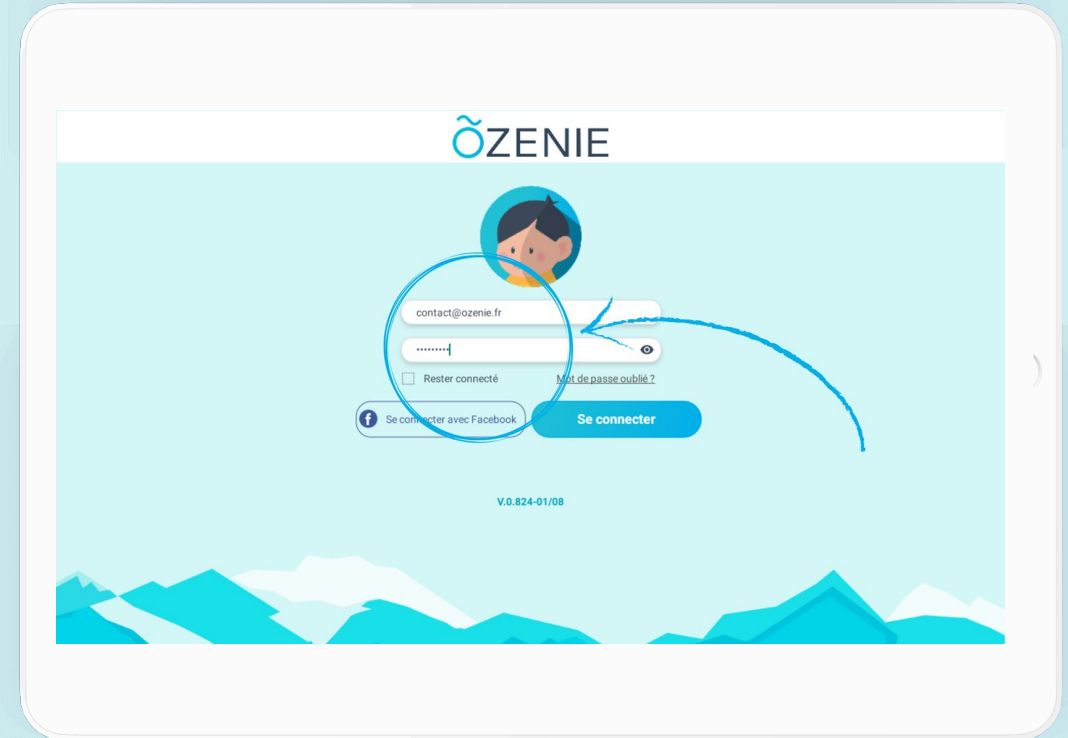 ÕZENIE
contact@ozenie.fr
•••••••••
Rester connecté
Mot de passe oublié ?
Se connecter avec Facebook
Se connecter
V.0.824-01/08